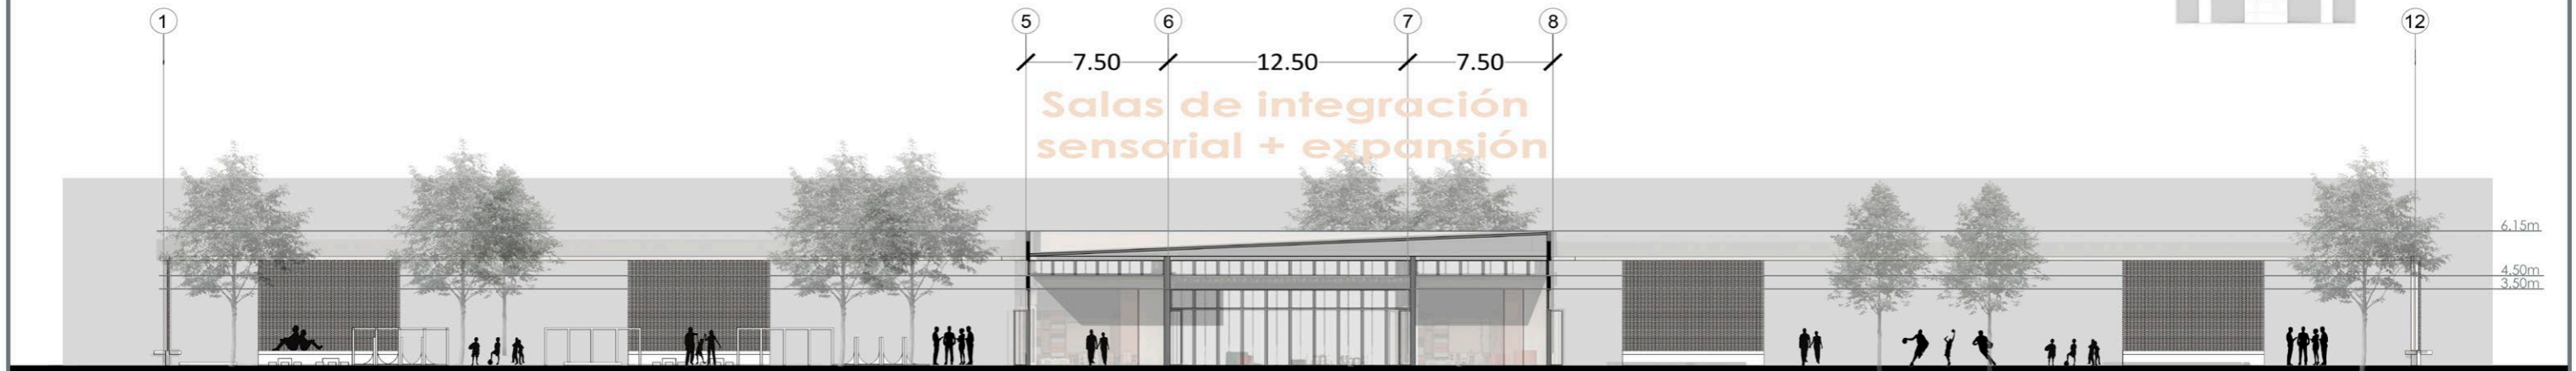 1 5 6 7 8 12
7.50 12.50 7.50
Salas de integración
sensorial + expansión
6.15m
4.50m
3.50m